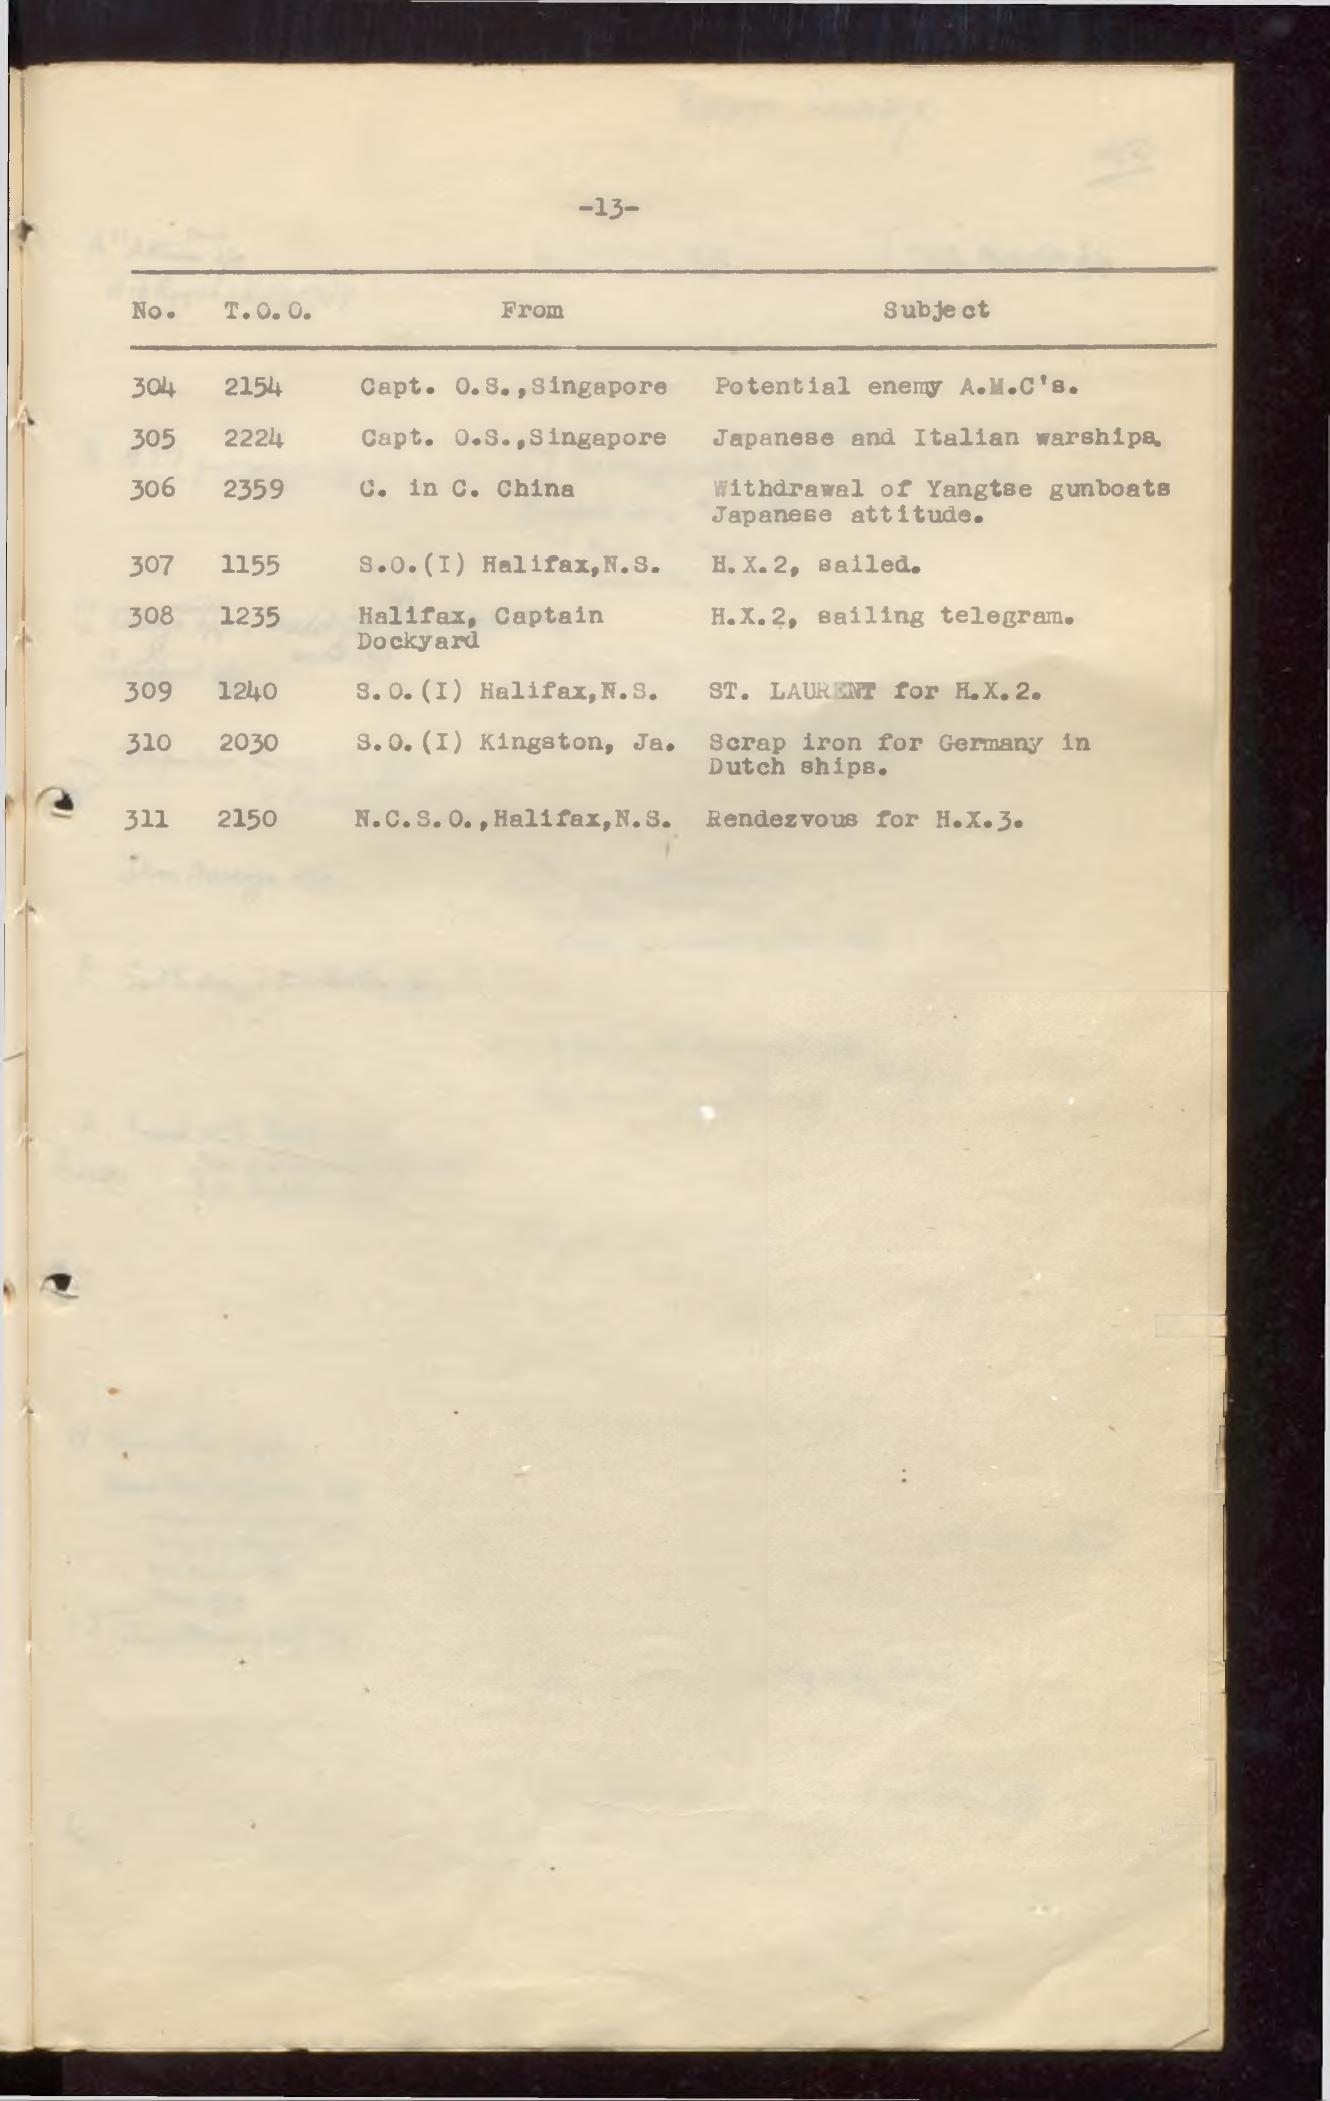 -13-
No. T.O.O. From Subject
304 2154 Capt. O.S.,Singapore Potential enemy A.M.C's.
305 2224 Capt. O.S.,Singapore Japanese and Italian warships.
306 2359 C. in C. China Withdrawal of Yangtse gunboats
Japanese attitude.
307 1155 S.O.(I) Halifax,N.S. H.X.2, sailed.
308 1235 Halifax, Captain H.X.2, sailing telegram.
Dockyard
309 1240 S.O.(I) Halifax,N.S. ST. LAURENT for H.X.2.
310 2030 S.O.(I) Kingston, Ja. Scrap iron for Germany in
Dutch ships.
311 2150 N.C.S.O.,Halifax,N.S. Rendezvous for H.X.3.